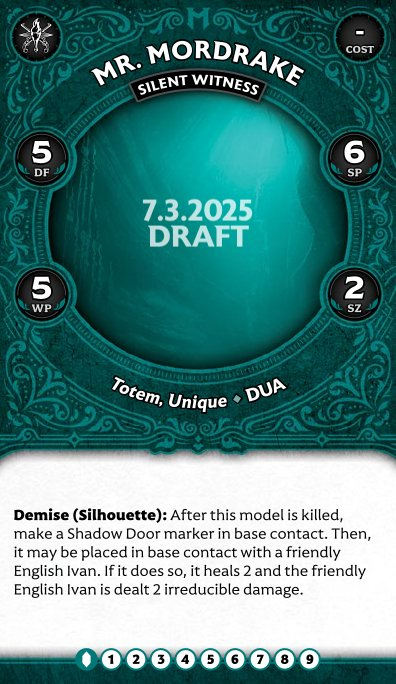 -
COST
MR. MORDRAKE
SILENT WITNESS
5
DF
6
SP
7.3.2025
DRAFT
5
WP
2
SZ
Totem, Unique ◆ DUA
Demise (Silhouette): After this model is killed,
make a Shadow Door marker in base contact. Then,
it may be placed in base contact with a friendly
English Ivan. If it does so, it heals 2 and the friendly
English Ivan is dealt 2 irreducible damage.
1 2 3 4 5 6 7 8 9